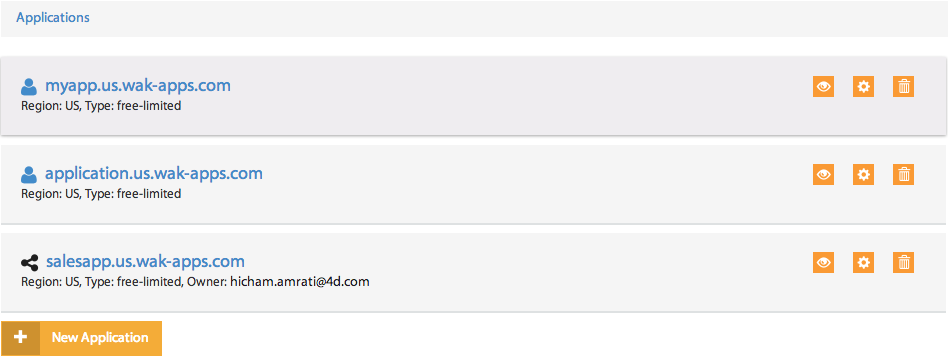 Applications
myapp.us.wak-apps.com
Region: US, Type: free-limited
application.us.wak-apps.com
Region: US, Type: free-limited
salesapp.us.wak-apps.com
Region: US, Type: free-limited, Owner: hicham.amrati@4d.com
New Application